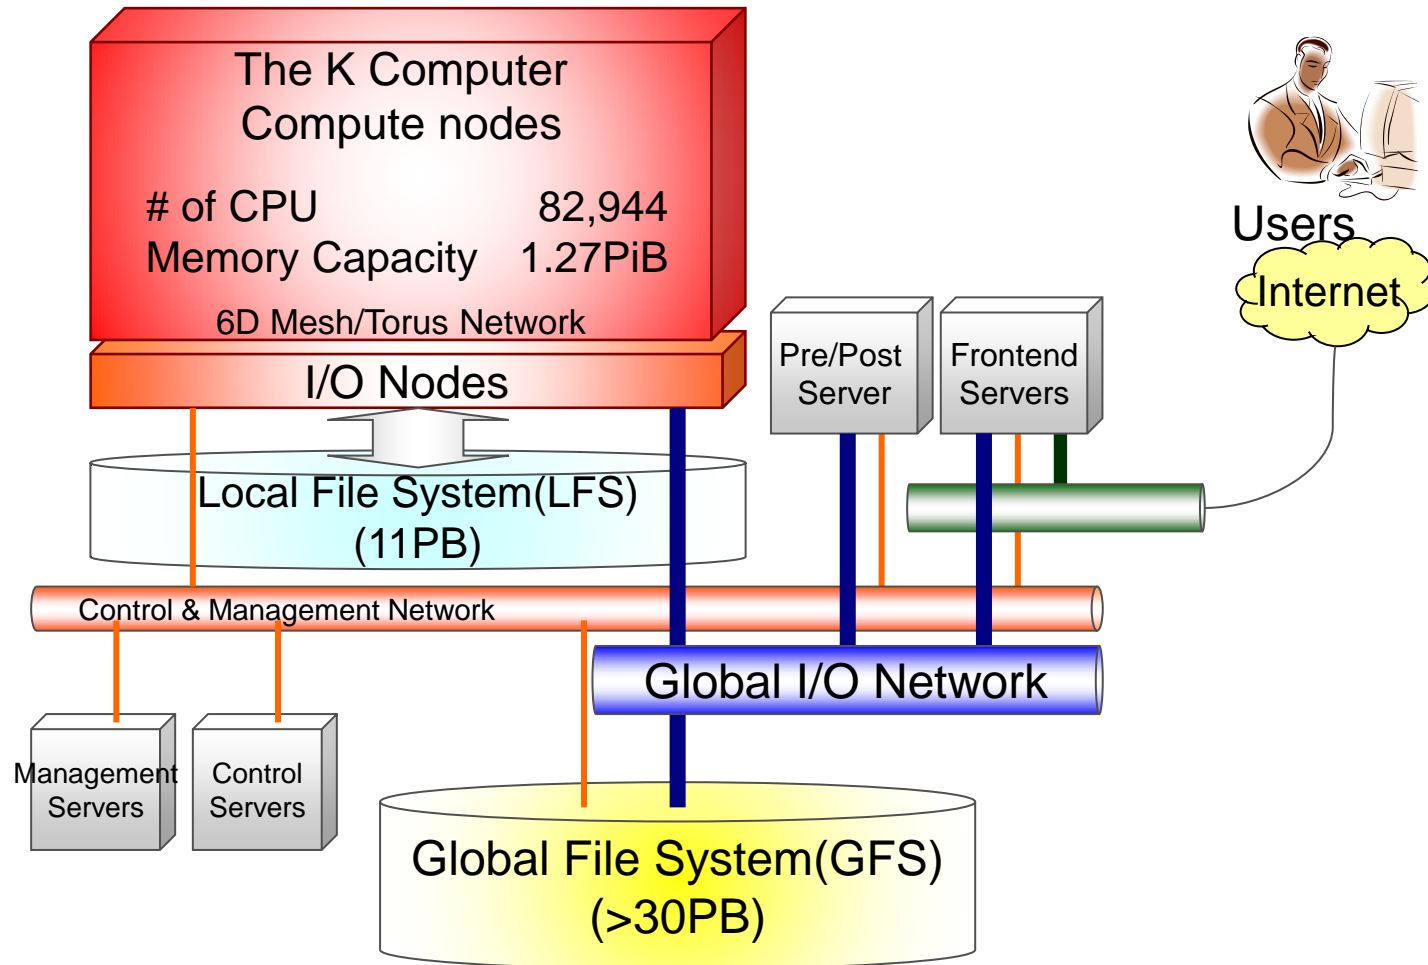 The K Computer
Compute nodes
# of CPU 82,944
Memory Capacity 1.27PiB
6D Mesh/Torus Network
I/O Nodes
Local File System(LFS)
(11PB)
Users
Internet
Pre/Post
Server
Frontend
Servers
Control & Management Network
Global I/O Network
Management
Servers
Control
Servers
Global File System(GFS)
(>30PB)